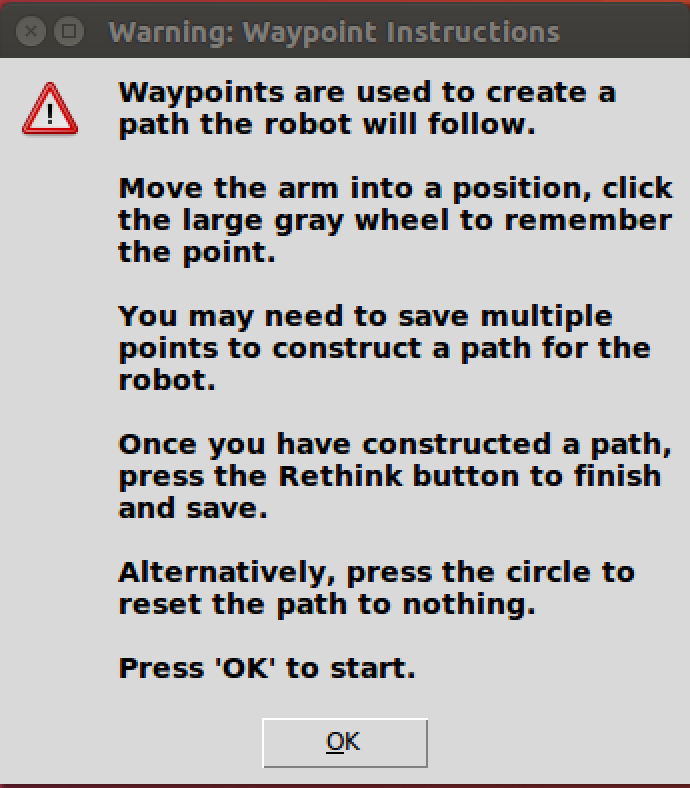 Warning: Waypoint Instructions
Waypoints are used to create a
path the robot will follow.
Move the arm into a position, click
the large gray wheel to remember
the point.
You may need to save multiple
points to construct a path for the
robot.
Once you have constructed a path,
press the Rethink button to finish
and save.
Alternatively, press the circle to
reset the path to nothing.
Press 'OK' to start.
OK